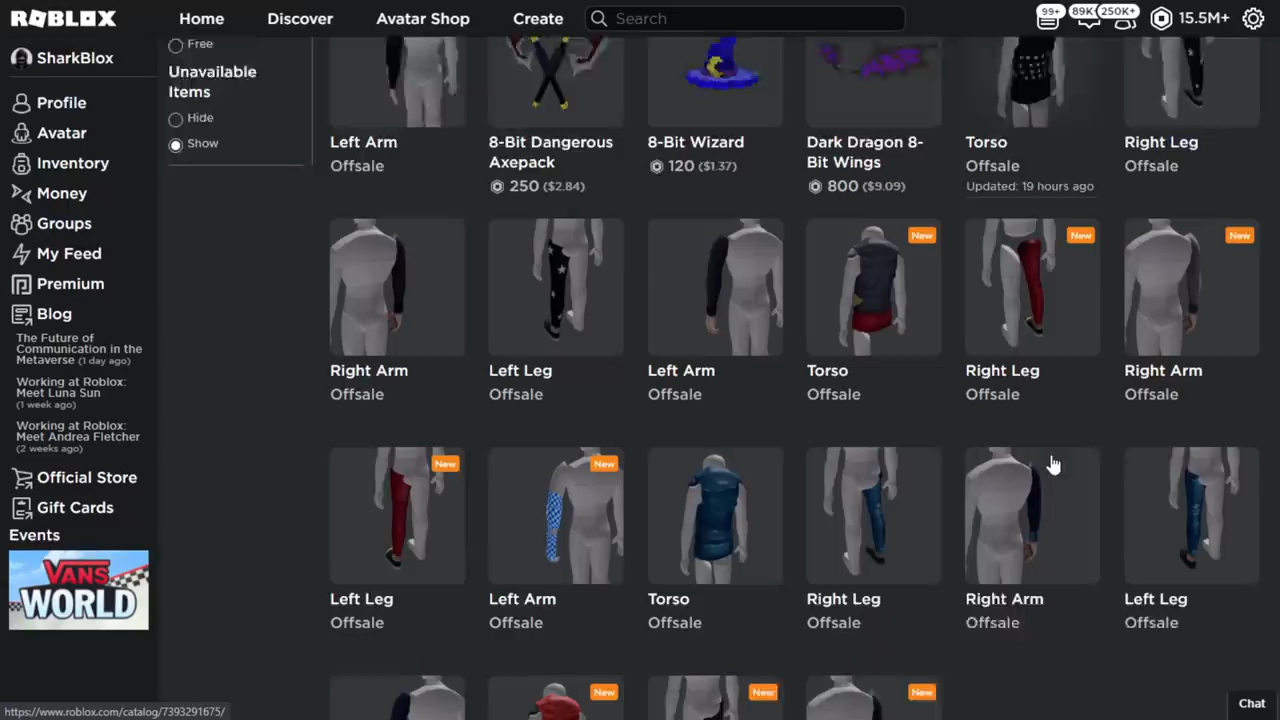 ROBLOX
Home
Discover
Avatar Shop
Create
Search
99+
89K+
250K+
15.5M+
SharkBlox
Profile
Avatar
Inventory
Money
Groups
My Feed
Premium
Blog
The Future of
Communication in the
Metaverse (1 day ago)
Working at Roblox:
Meet Luna Sun
(1 week ago)
Working at Roblox:
Meet Andrea Fletcher
(2 weeks ago)
Official Store
Gift Cards
Events
VANS
WORLD
Free
Unavailable
Items
Hide
Show
Left Arm
Offsale
8-Bit Dangerous
Axepack
250 ($2.84)
8-Bit Wizard
120 ($1.37)
Dark Dragon 8-
Bit Wings
800 ($9.09)
Torso
Offsale
Updated: 19 hours ago
Right Leg
Offsale
Right Arm
Offsale
Left Leg
Offsale
Left Arm
Offsale
New
Torso
Offsale
New
Right Leg
Offsale
New
Right Arm
Offsale
New
Left Leg
Offsale
New
Left Arm
Offsale
Torso
Offsale
Right Leg
Offsale
Right Arm
Offsale
Left Leg
Offsale
New
New
New
Chat
https://www.roblox.com/catalog/7393291675/